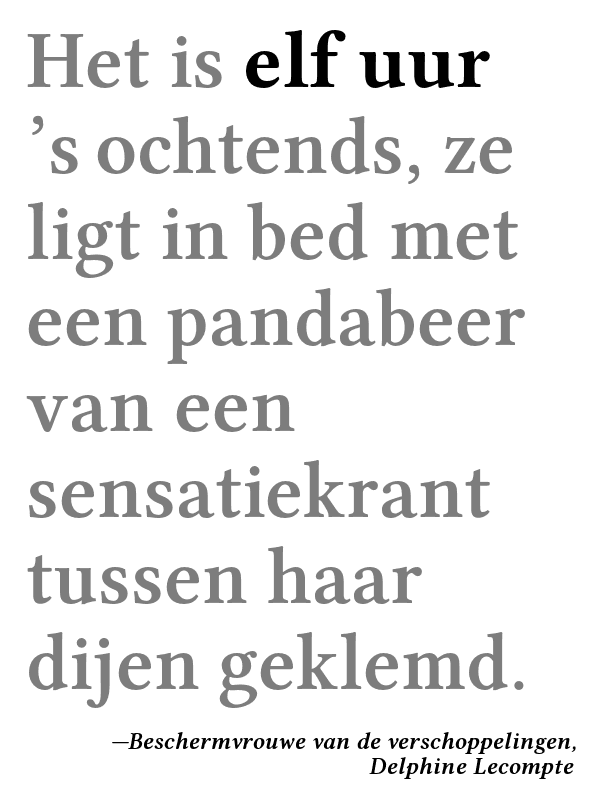 Het is elf uur
’s ochtends, ze
ligt in bed met
een pandabeer
van een
sensatiekrant
tussen haar
dijen geklemd.
—Beschermvrouwe van de verschoppelingen,
Delphine Lecompte